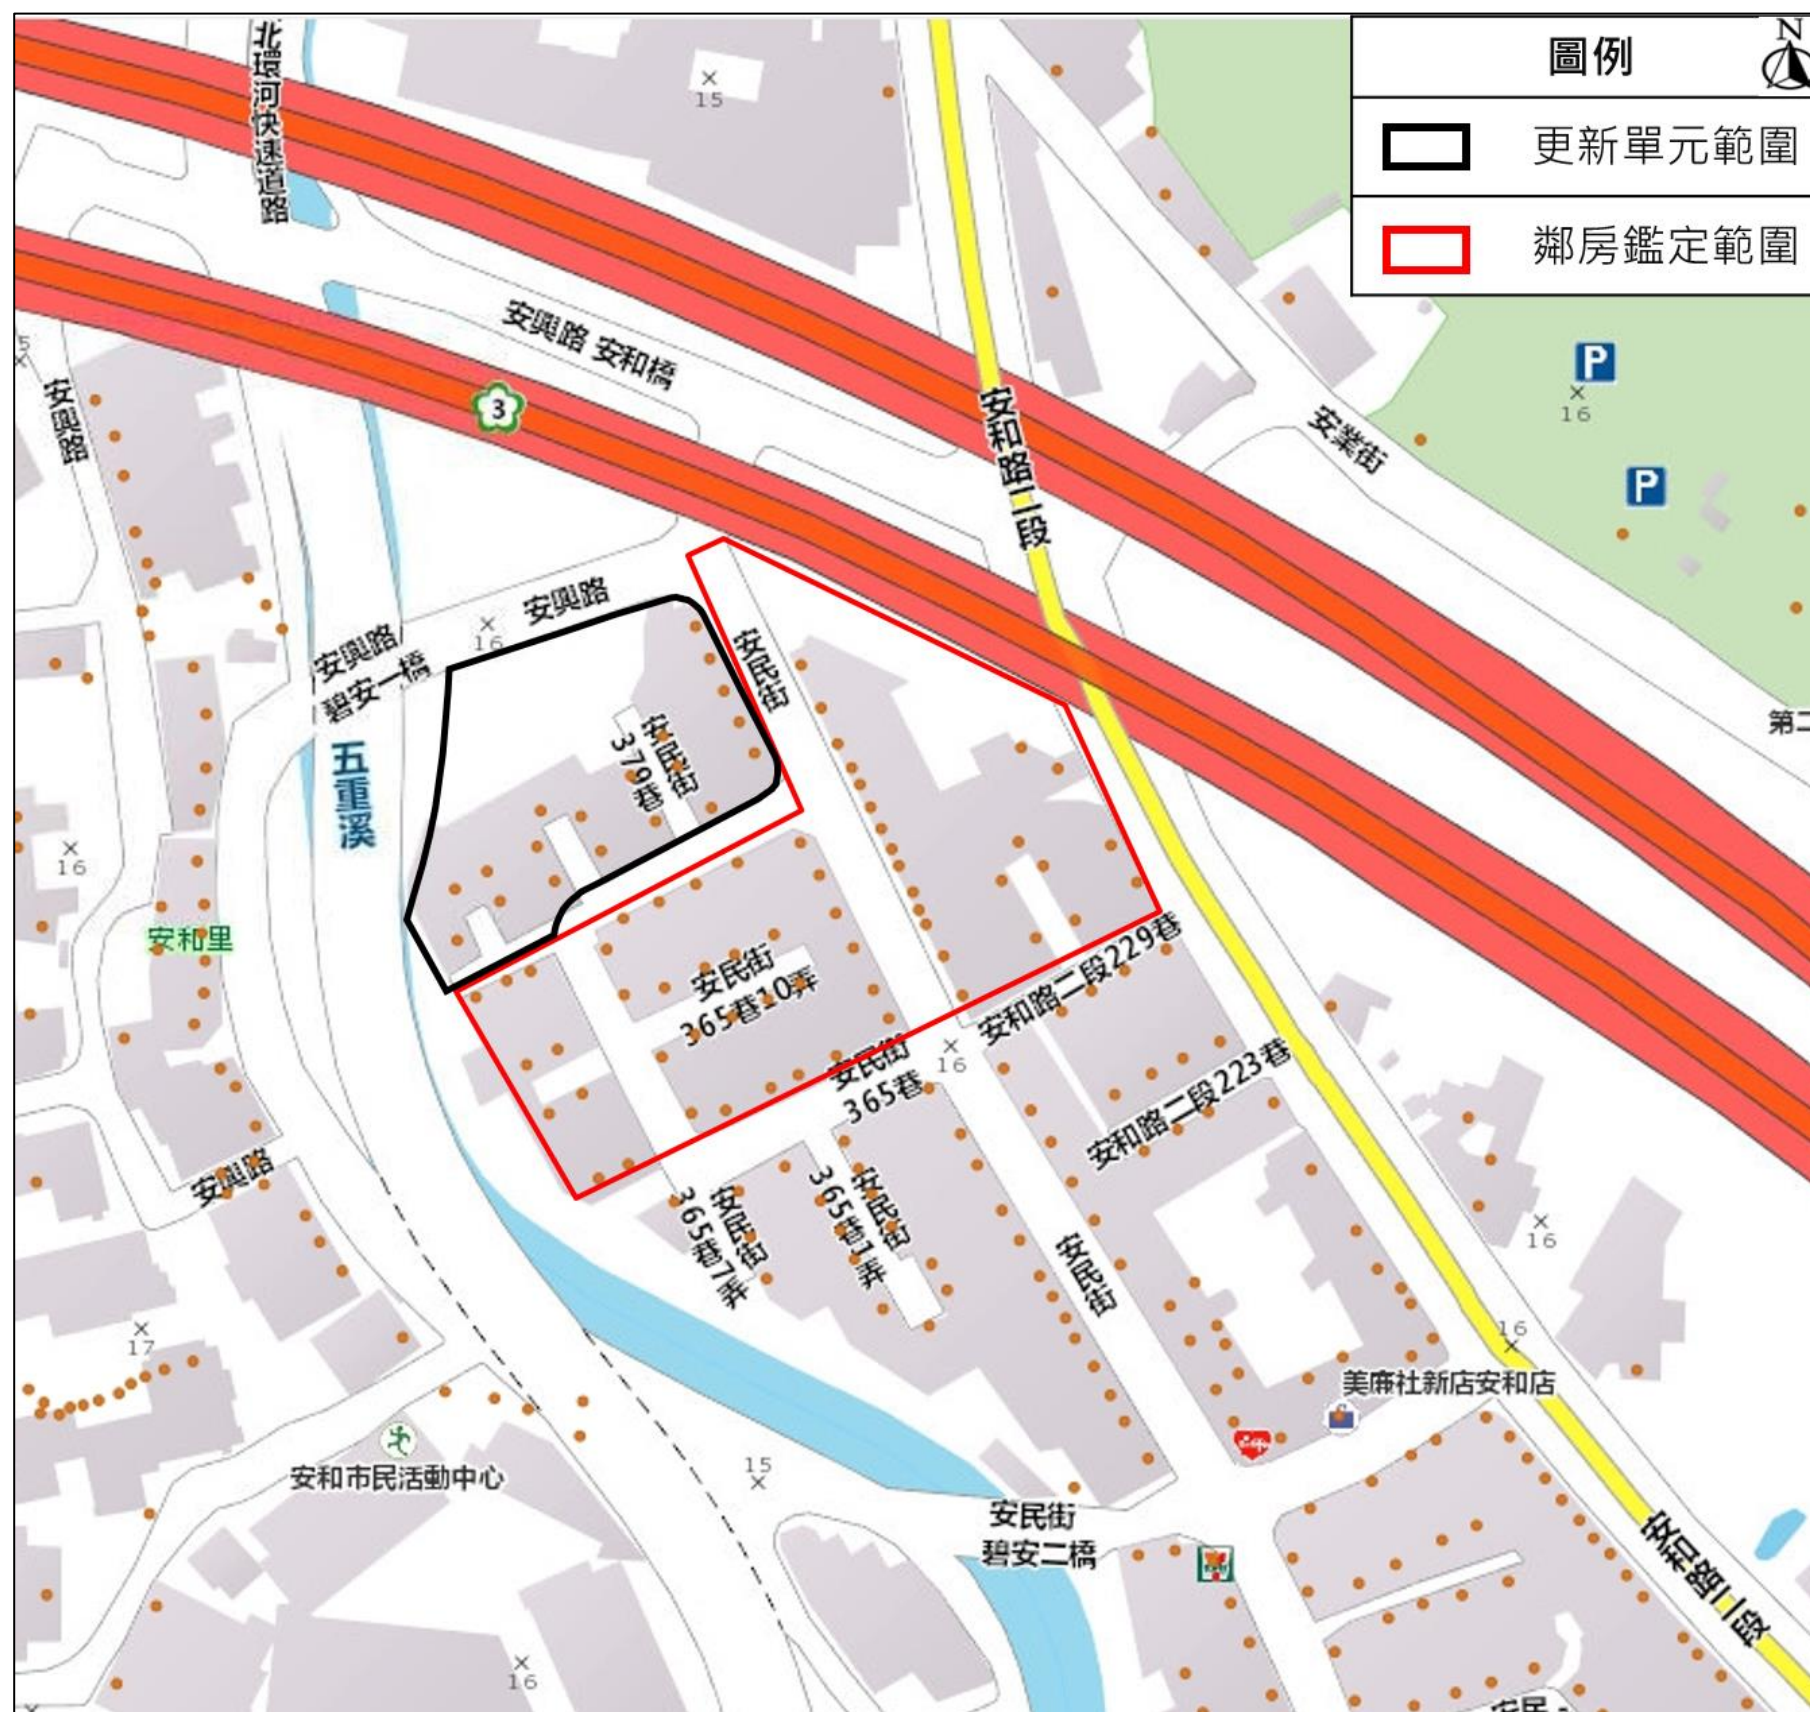 圖例
N
更新單元範圍
鄰房鑑定範圍
北環河快速道路
15
安興路 安和橋
3
安和路二段
安業街
P
16
P
安興路
安興路
16
安興路
碧安一橋
安民街
安民街
379巷
五重溪
16
安和里
安民街
365巷10弄
安和路二段229巷
安民街
365巷
16
安和路二段223巷
安興路
安民街
365巷7弄
安民街
365巷1弄
安民街
16
17
16
美廉社新店安和店
安和市民活動中心
15
安民街
碧安二橋
安和路二段
16